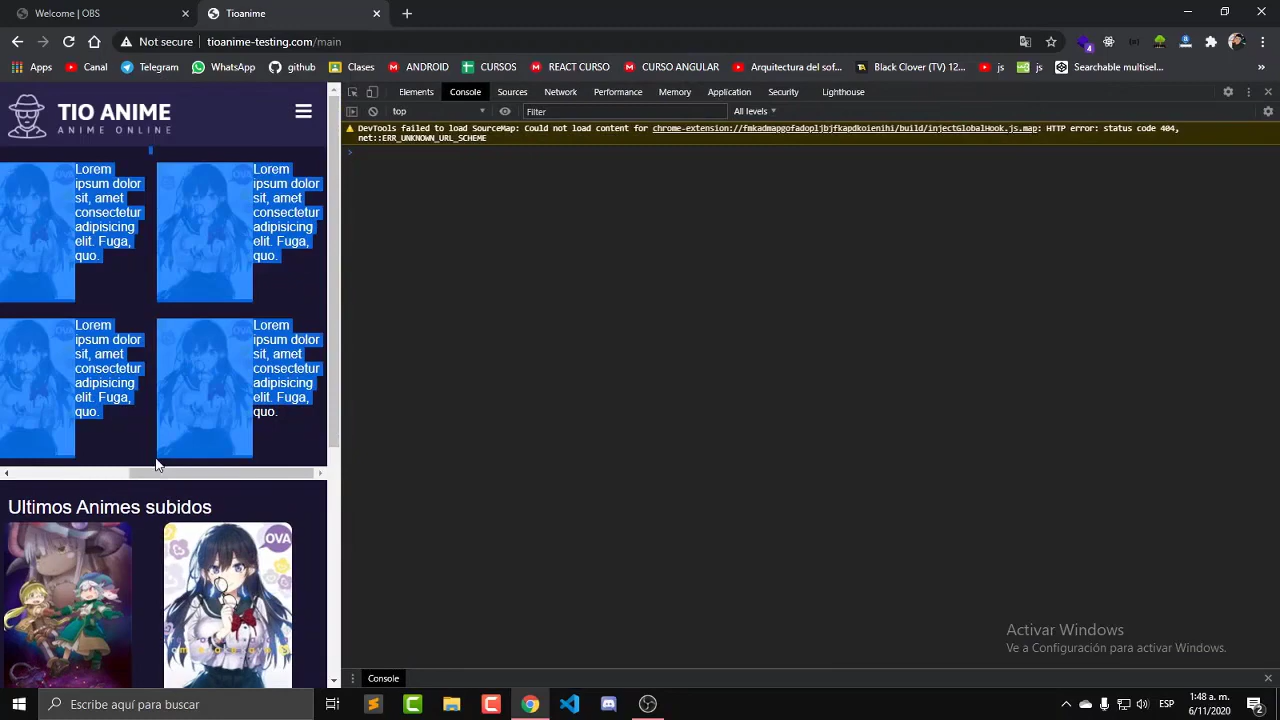 Welcome | OBS
Tioanime
Not secure
tioanime-testing.com/main
Apps
Canal
Telegram
WhatsApp
github
Clases
ANDROID
CURSOS
REACT CURSO
CURSO ANGULAR
Arquitectura del sof...
Black Clover (TV) 12...
js
Searchable multisel...
»
TIO ANIME
ANIME ONLINE
Elements
Console
Sources
Network
Performance
Memory
Application
Security
Lighthouse
top
Filter
All levels
DevTools failed to load SourceMap: Could not load content for chrome-extension://fmkadmapgofadopljbjfkapdkoienihi/build/injectGlobalHook.js.map: HTTP error: status code 404,
net::ERR_UNKNOWN_URL_SCHEME
Lorem
ipsum dolor
sit, amet
consectetur
adipisicing
elit. Fuga,
quo.
Lorem
ipsum dolor
sit, amet
consectetur
adipisicing
elit. Fuga,
quo.
OVA
OVA
Lorem
ipsum dolor
sit, amet
consectetur
adipisicing
elit. Fuga,
quo.
Lorem
ipsum dolor
sit, amet
consectetur
adipisicing
elit. Fuga,
quo.
Ultimos Animes subidos
OVA
Activar Windows
Ve a Configuración para activar Windows.
Console
Escribe aquí para buscar
ESP
1:48 a. m.
6/11/2020
2